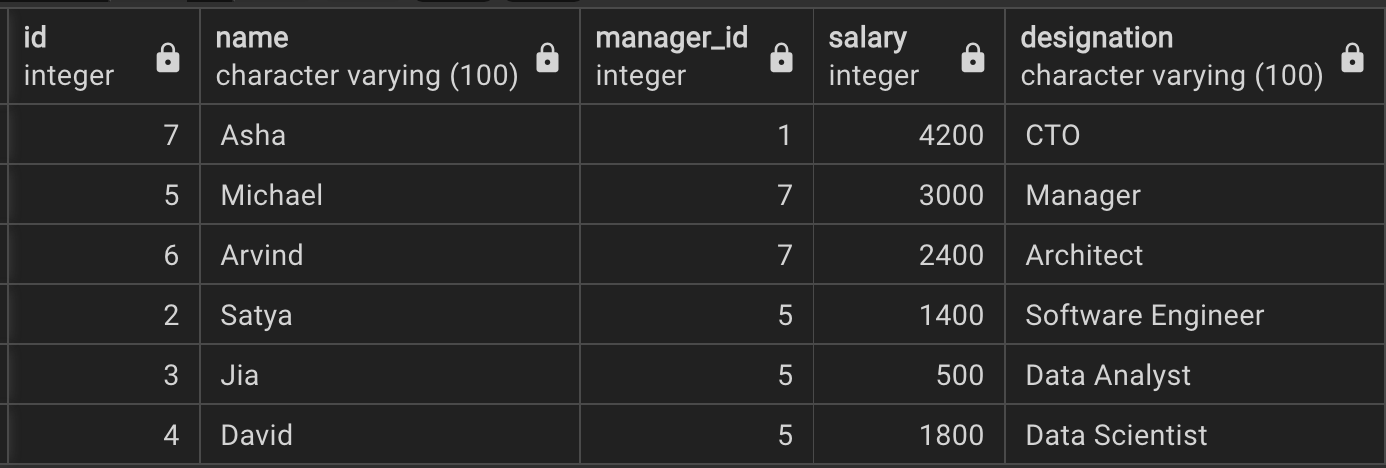 id name manager_id salary designation
integer character varying (100) integer integer character varying (100)
7 Asha 1 4200 CTO
5 Michael 7 3000 Manager
6 Arvind 7 2400 Architect
2 Satya 5 1400 Software Engineer
3 Jia 5 500 Data Analyst
4 David 5 1800 Data Scientist